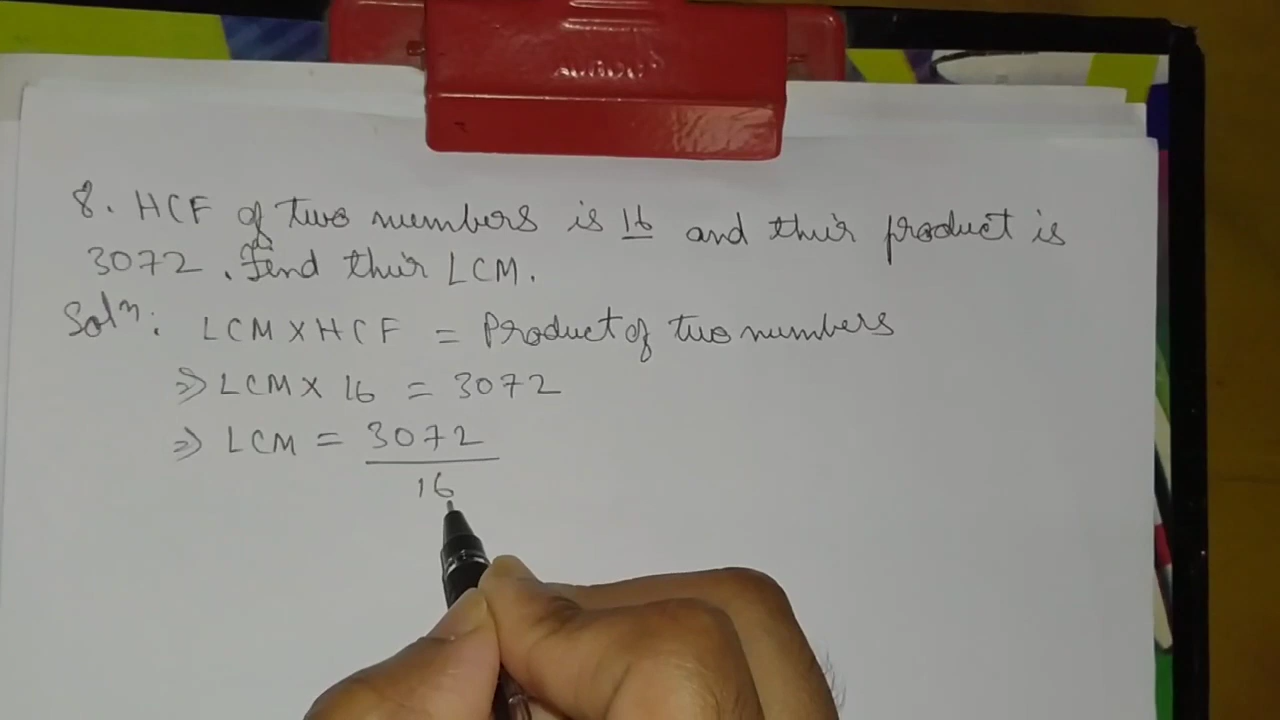 8. HCF of two numbers is 16 and their product is
3072. Find their LCM.
Solⁿ: LCM X HCF = Product of two numbers
⇒ LCM X 16 = 3072
⇒ LCM = 3072
16